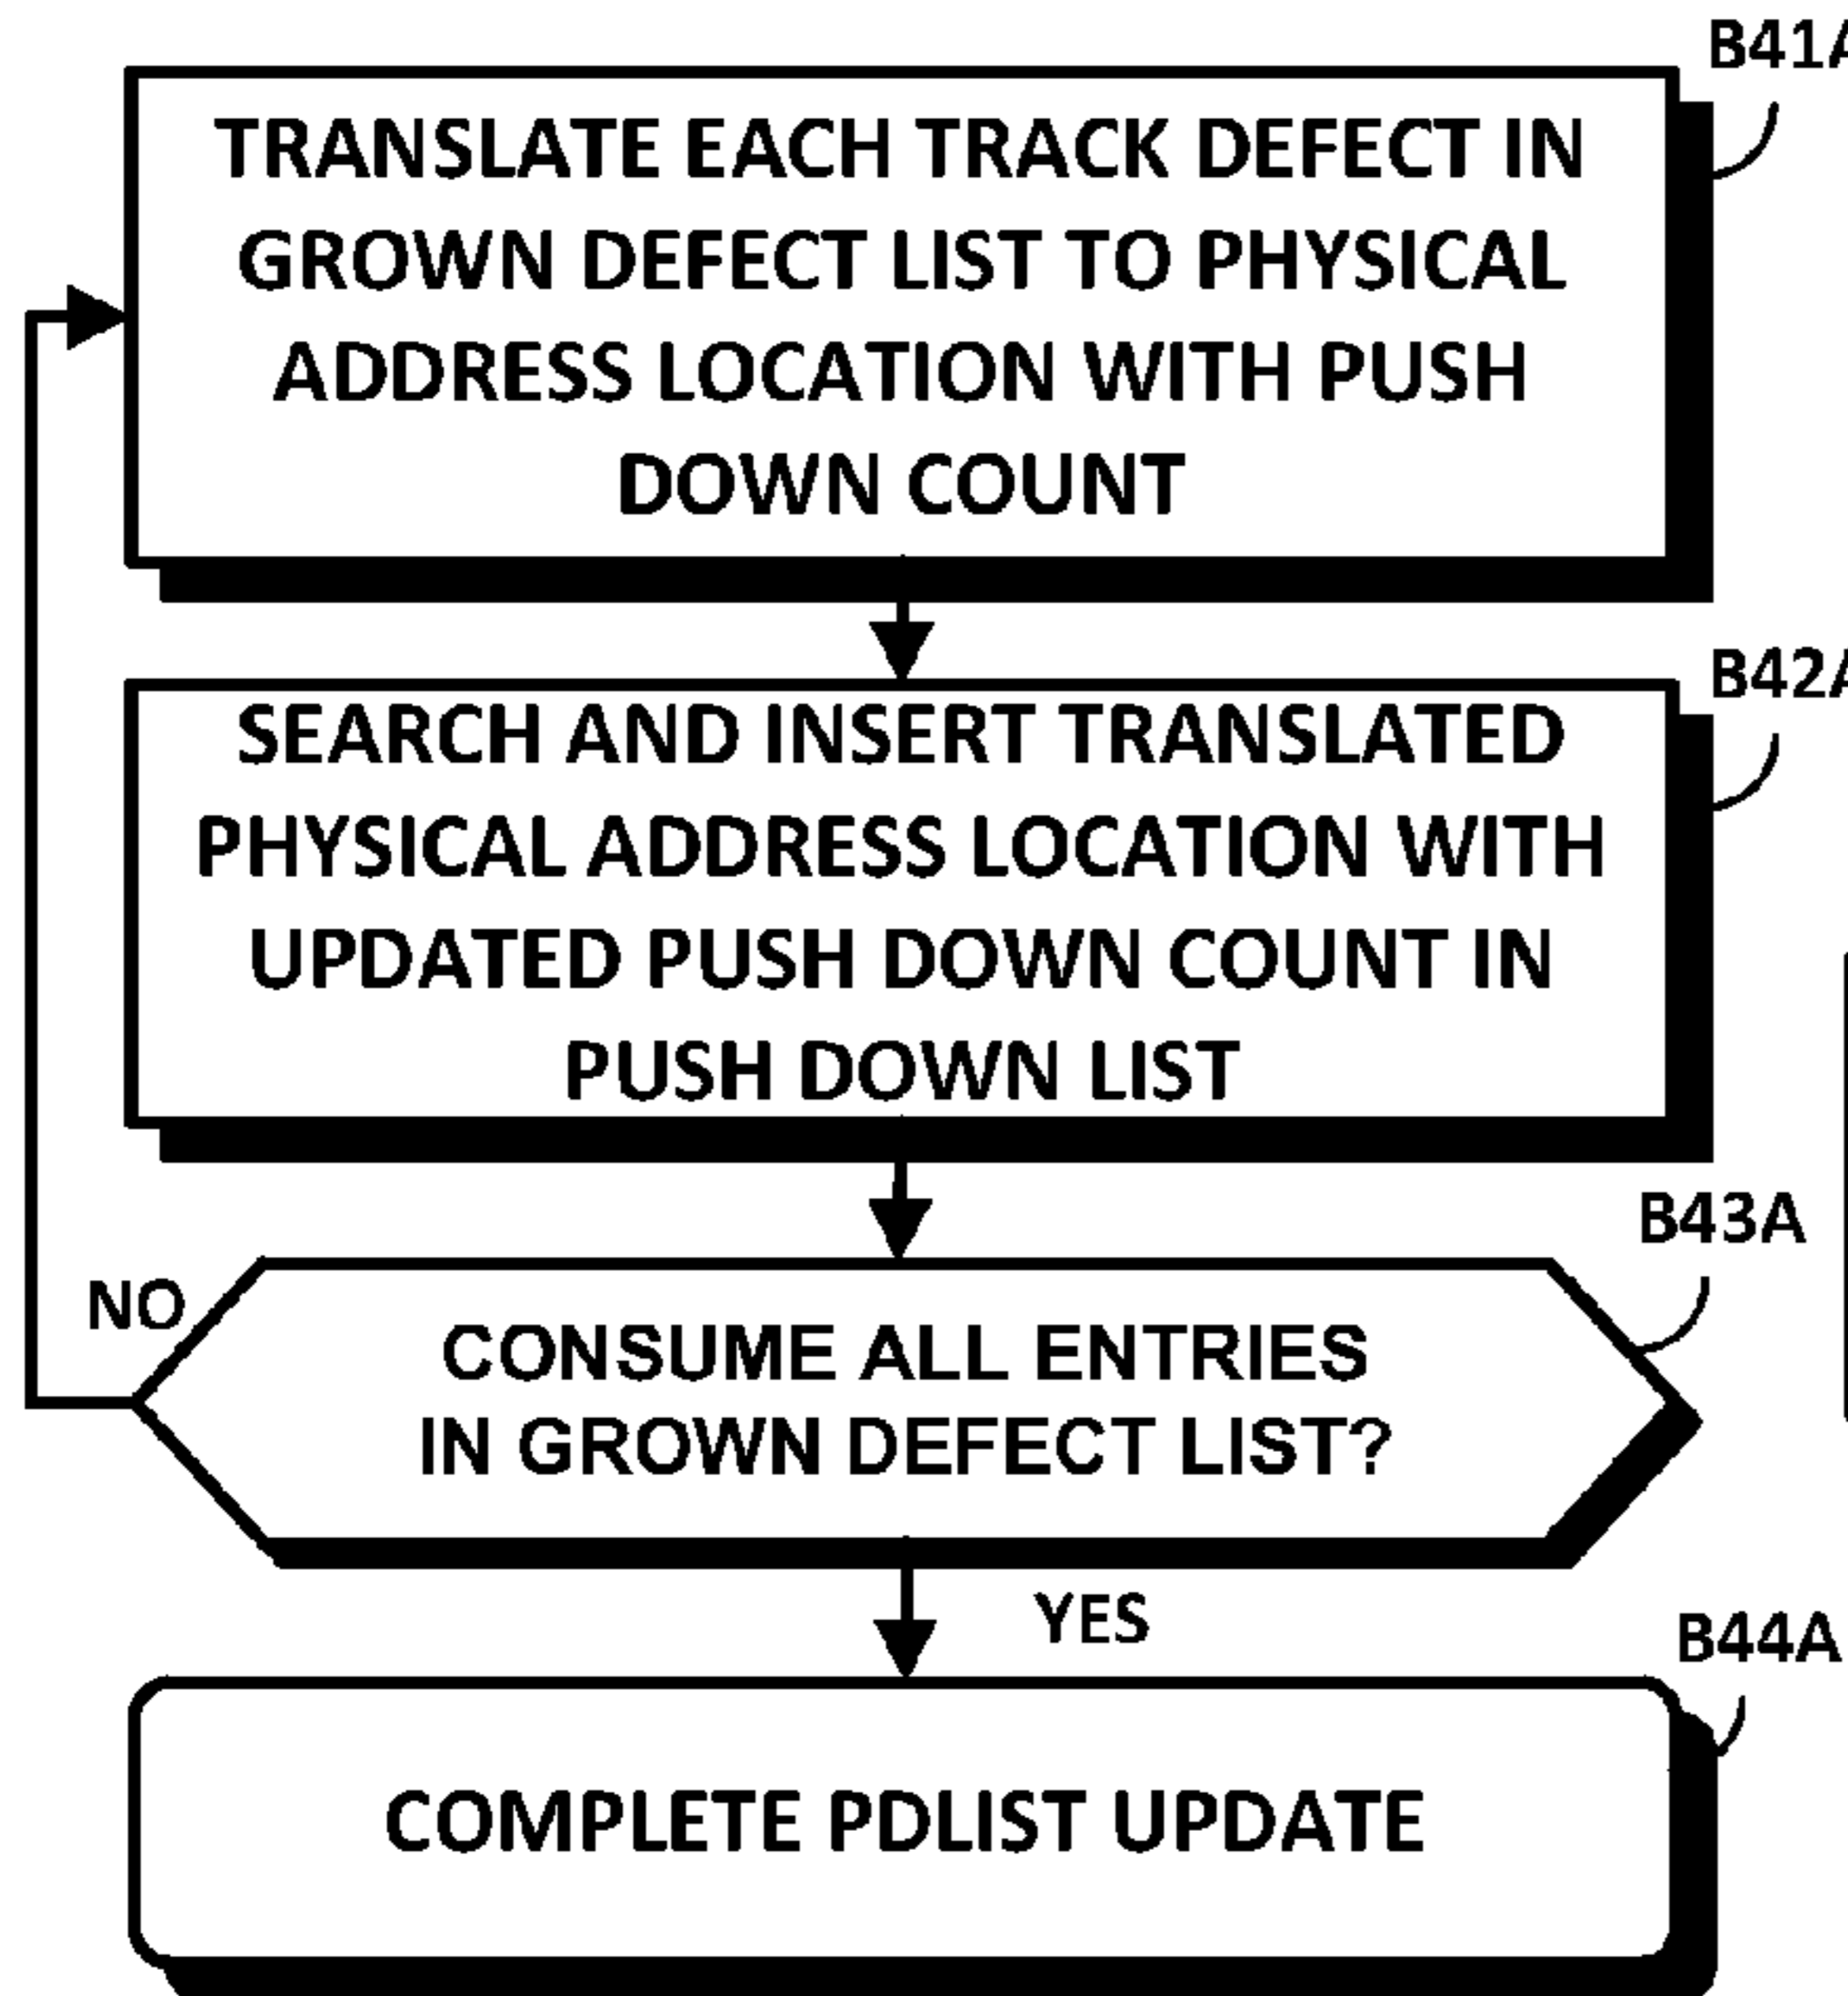 B41A
TRANSLATE EACH TRACK DEFECT IN
GROWN DEFECT LIST TO PHYSICAL
ADDRESS LOCATION WITH PUSH
DOWN COUNT
B42A
SEARCH AND INSERT TRANSLATED
PHYSICAL ADDRESS LOCATION WITH
UPDATED PUSH DOWN COUNT IN
PUSH DOWN LIST
B43A
NO
CONSUME ALL ENTRIES
IN GROWN DEFECT LIST?
YES
B44A
COMPLETE PDLIST UPDATE